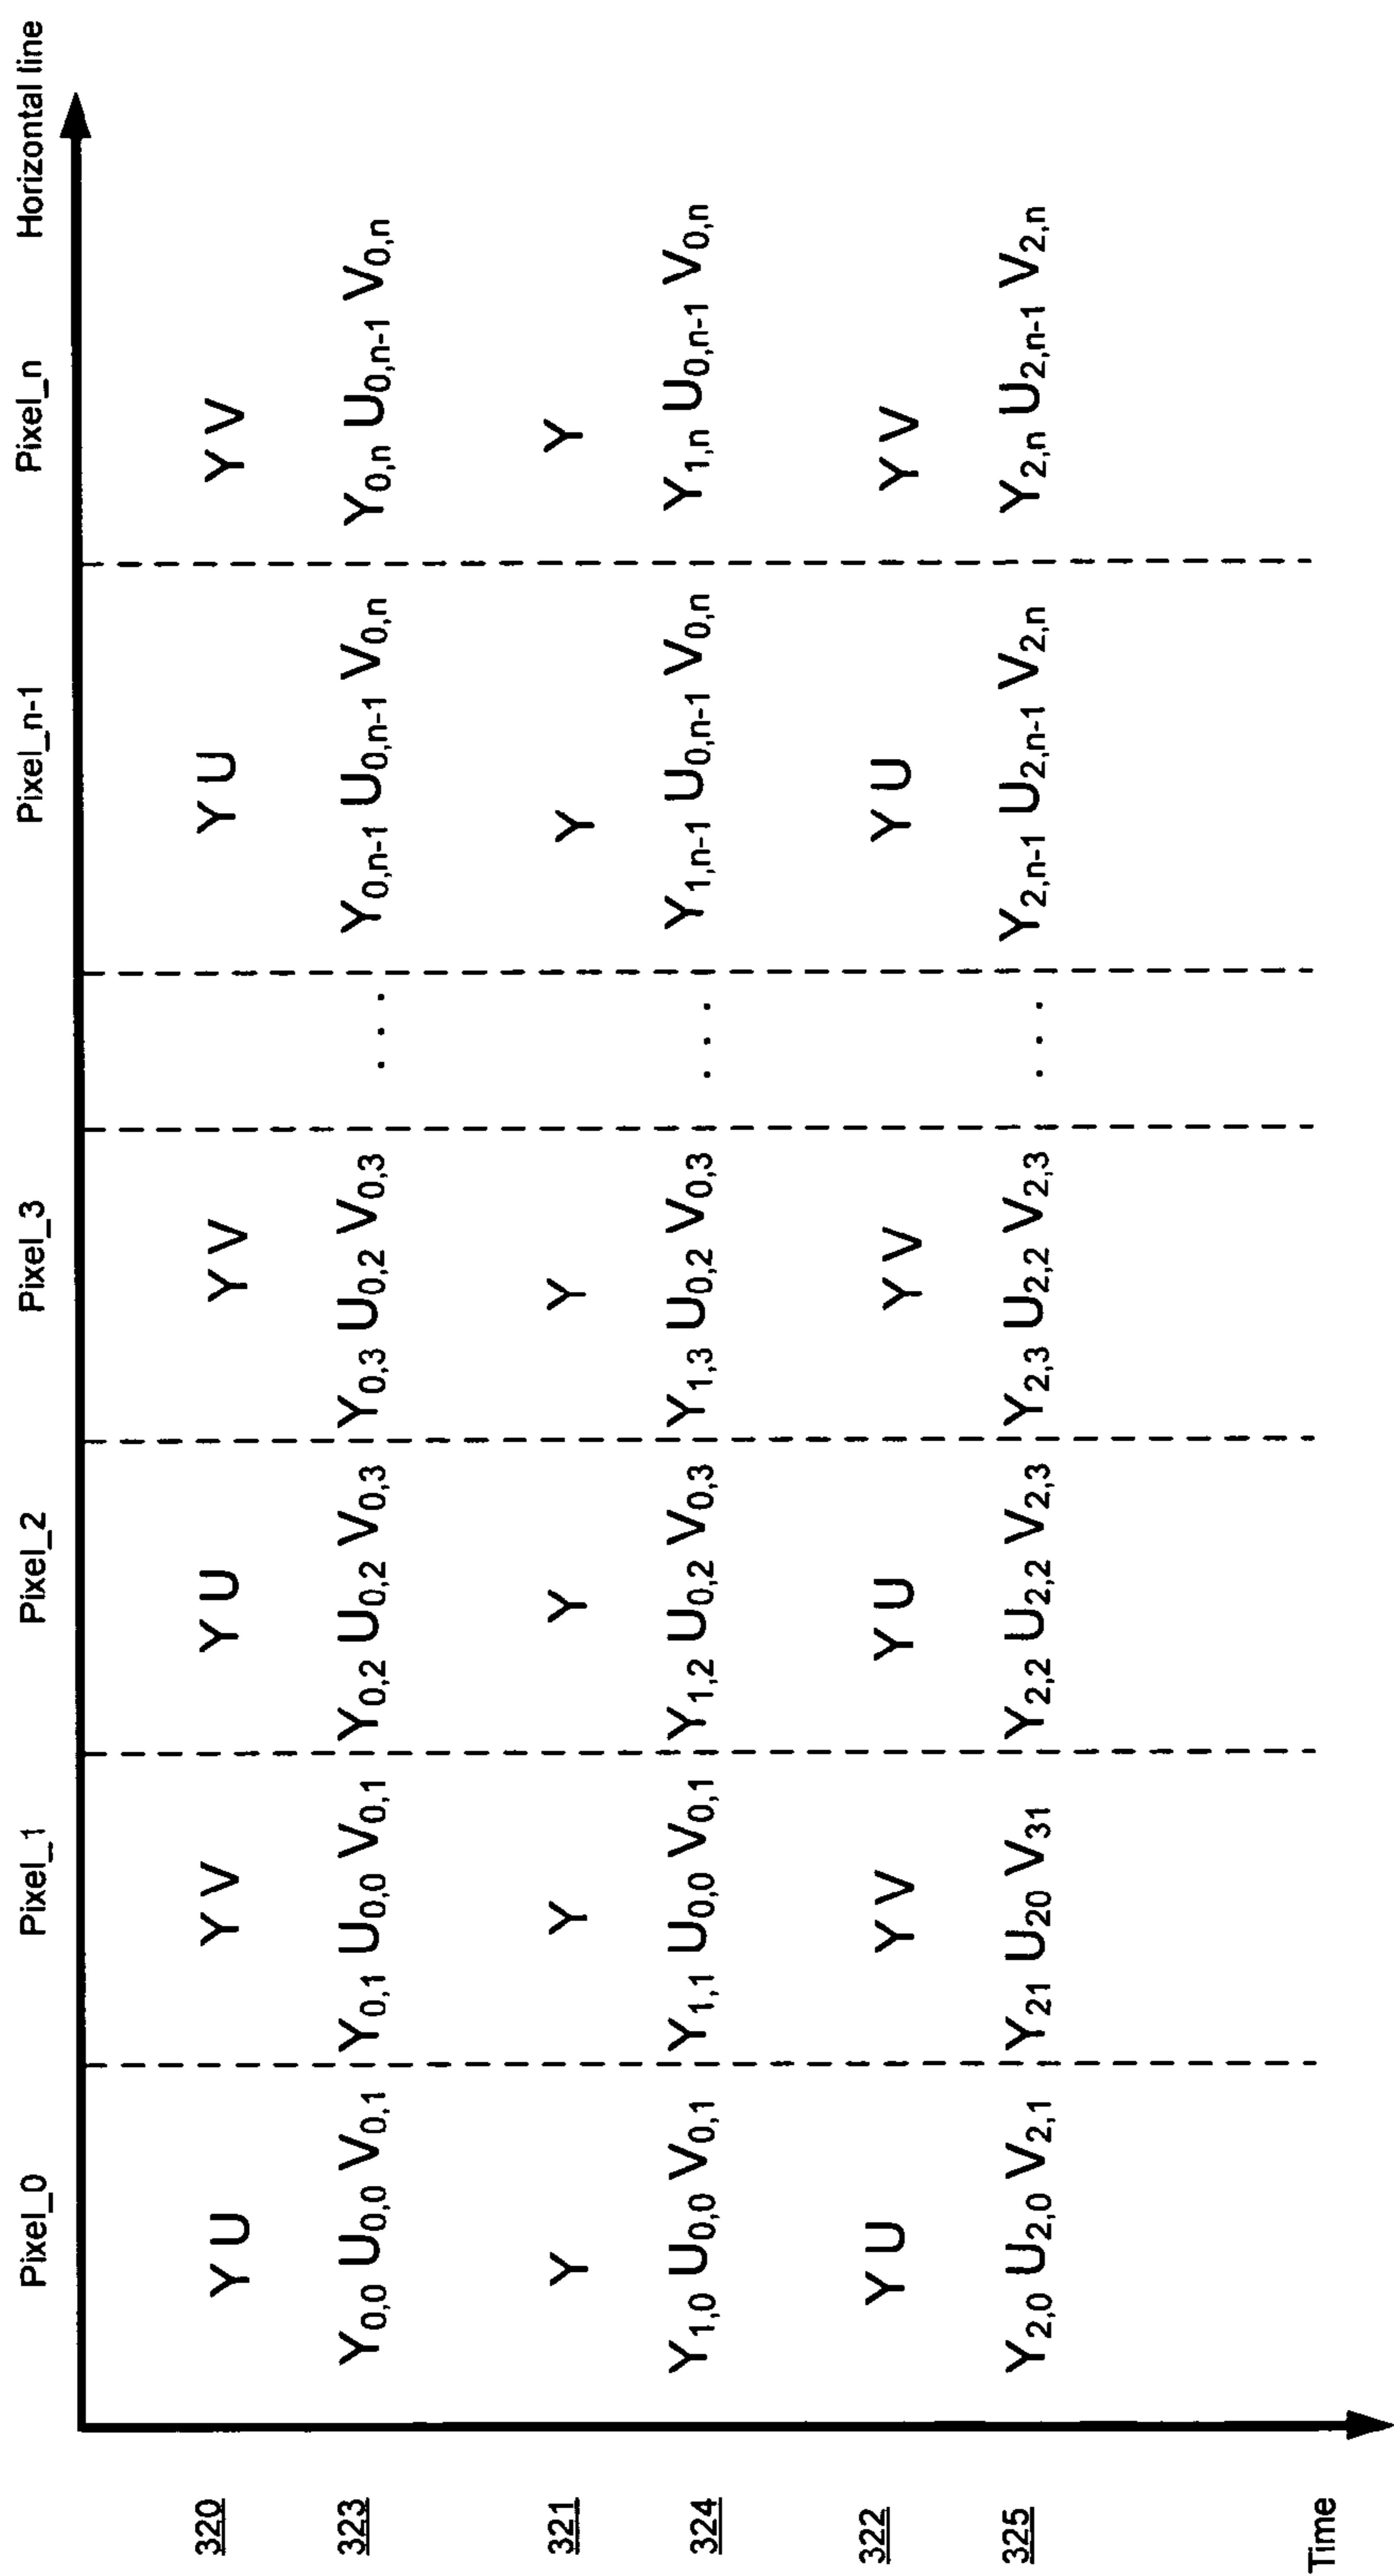 Pixel_0 Pixel_1 Pixel_2 Pixel_3 Pixel_n-1 Pixel_n Horizontal line
320 Y U Y V Y U Y V Y U Y V
323 Y0,0 U0,0 V0,1 Y0,1 U0,0 V0,1 Y0,2 U0,2 V0,3 Y0,3 U0,2 V0,3 . . . Y0,n-1 U0,n-1 V0,n Y0,n U0,n-1 V0,n
321 Y Y Y Y Y Y
324 Y1,0 U0,0 V0,1 Y1,1 U0,0 V0,1 Y1,2 U0,2 V0,3 Y1,3 U0,2 V0,3 . . . Y1,n-1 U0,n-1 V0,n Y1,n U0,n-1 V0,n
322 Y U Y V Y U Y V Y U Y V
325 Y2,0 U2,0 V2,1 Y21 U20 V31 Y2,2 U2,2 V2,3 Y2,3 U2,2 V2,3 . . . Y2,n-1 U2,n-1 V2,n Y2,n U2,n-1 V2,n
Time